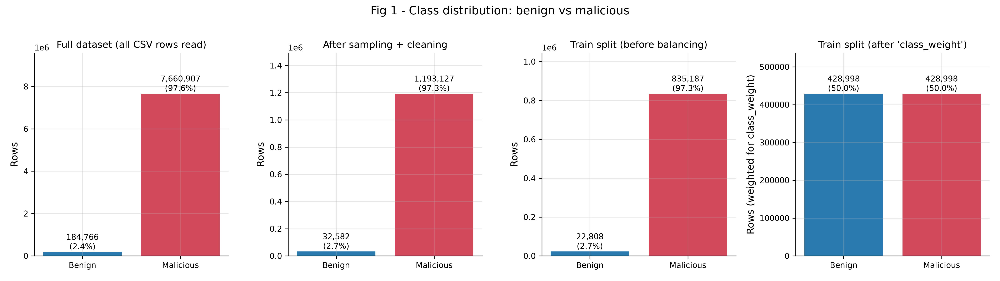 Fig 1 - Class distribution: benign vs malicious
Full dataset (all CSV rows read)
1e6
8
6
4
2
0
Rows
7,660,907
(97.6%)
184,766
(2.4%)
Benign
Malicious
After sampling + cleaning
1e6
1.4
1.2
1.0
0.8
0.6
0.4
0.2
0.0
Rows
1,193,127
(97.3%)
32,582
(2.7%)
Benign
Malicious
Train split (before balancing)
1e6
1.0
0.8
0.6
0.4
0.2
0.0
Rows
835,187
(97.3%)
22,808
(2.7%)
Benign
Malicious
Train split (after 'class_weight')
500000
400000
300000
200000
100000
0
Rows (weighted for class_weight)
428,998
(50.0%)
428,998
(50.0%)
Benign
Malicious